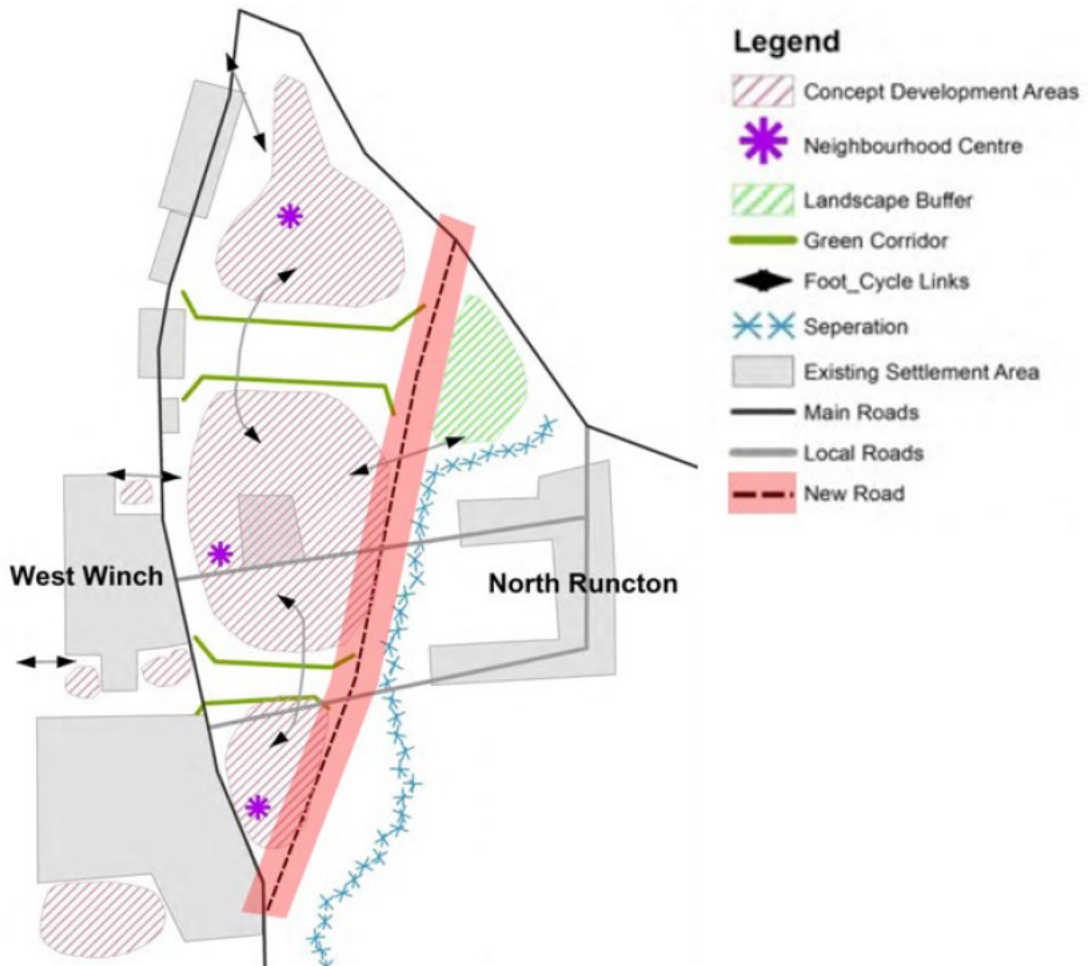 Legend
Concept Development Areas
Neighbourhood Centre
Landscape Buffer
Green Corridor
Foot_Cycle Links
Seperation
Existing Settlement Area
Main Roads
Local Roads
New Road
West Winch
North Runcton